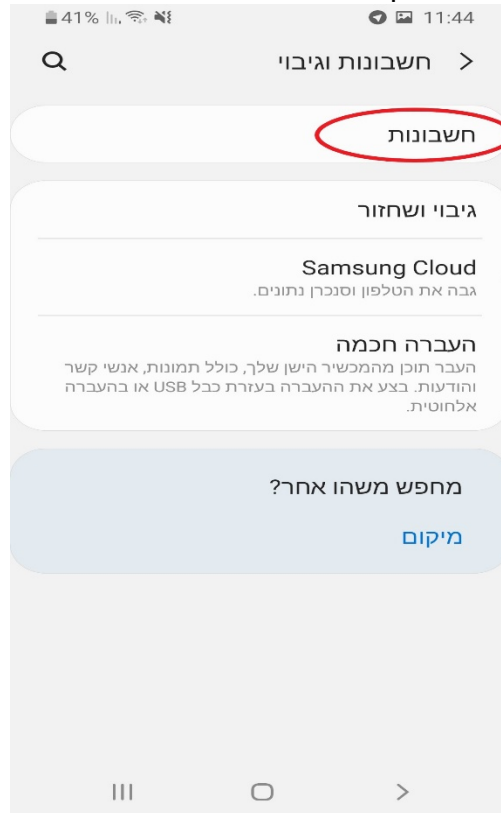 41% 11:44
חשבונות וגיבוי
חשבונות
גיבוי ושחזור
Samsung Cloud
גבה את הטלפון וסנכרן נתונים.
העברה חכמה
העבר תוכן מהמכשיר הישן שלך, כולל תמונות, אנשי קשר
והודעות. בצע את ההעברה בעזרת כבל USB או בהעברה
אלחוטית.
מחפש משהו אחר?
מיקום